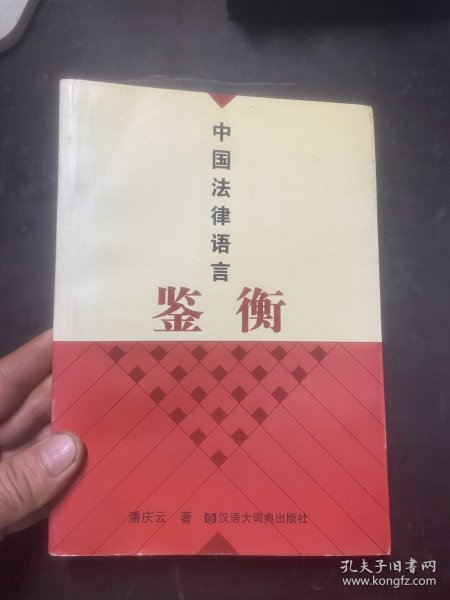 中国法律语言
鉴衡
潘庆云 著 汉语大词典出版社
孔夫子旧书网
www.kongfz.com